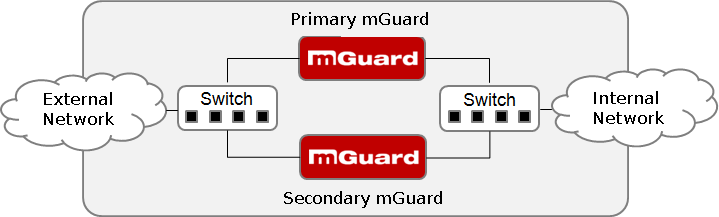 Primary mGuard
mGuard
External
Network
Switch
Switch
Internal
Network
mGuard
Secondary mGuard